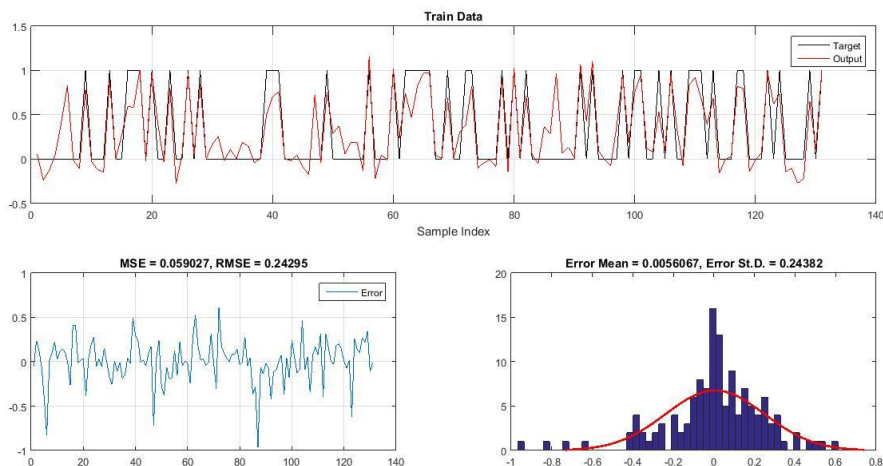 Train Data
1.5
1
0.5
0
-0.5
Target
Output
0 20 40 60 80 100 120 140
Sample Index
MSE = 0.059027, RMSE = 0.24295
1
0.5
0
-0.5
-1
Error
0 20 40 60 80 100 120 140
Error Mean = 0.0056067, Error St.D. = 0.24382
20
15
10
5
0
-1 -0.8 -0.6 -0.4 -0.2 0 0.2 0.4 0.6 0.8